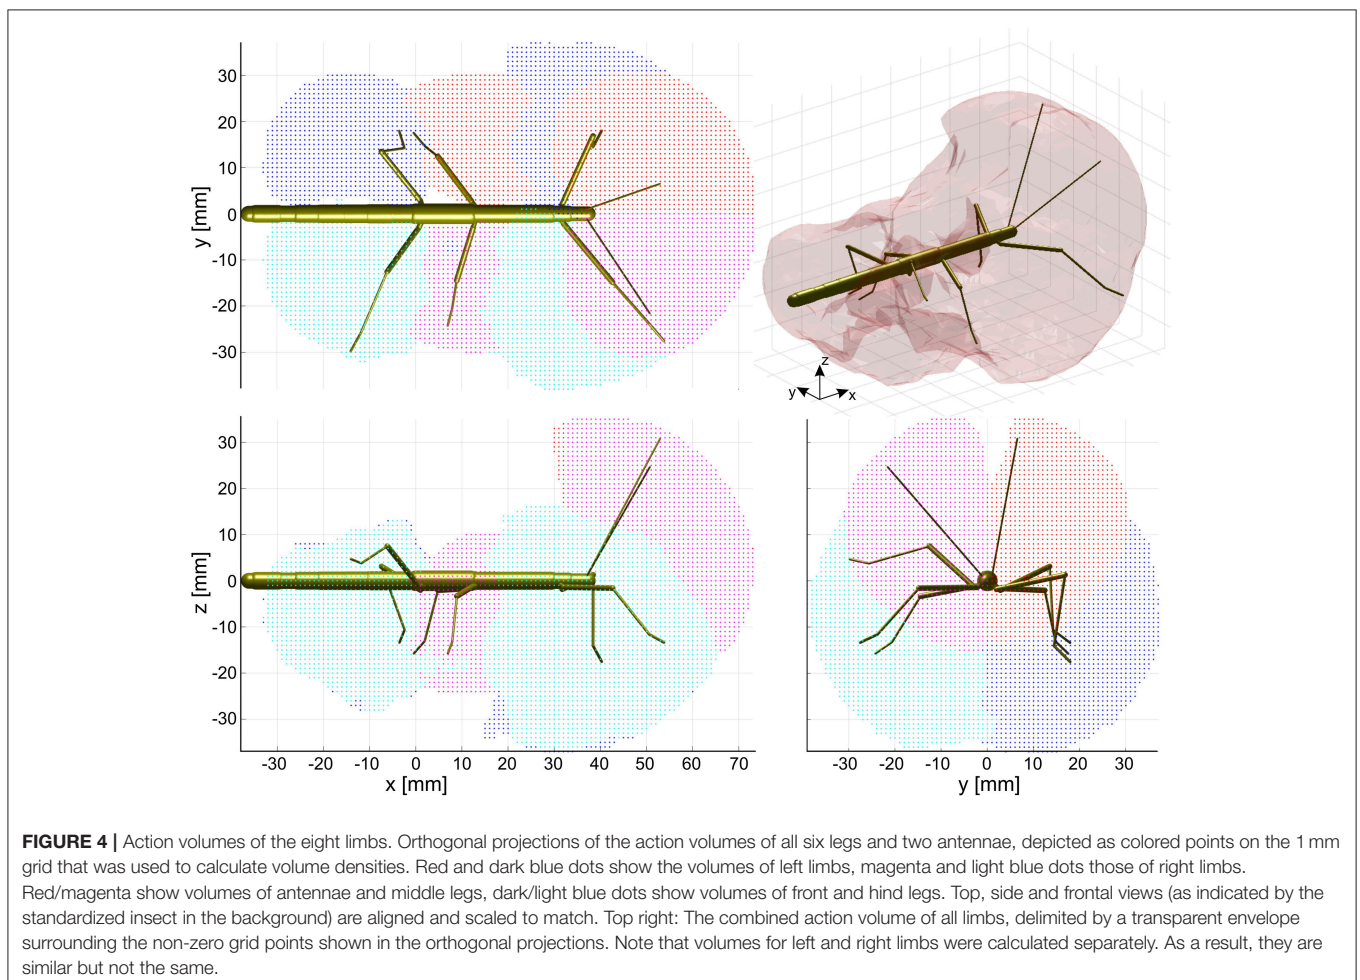 30
20
10
0
-10
-20
-30
y [mm]
z
y
x
30
20
10
0
-10
-20
-30
z [mm]
-30
-20
-10
0
10
20
30
40
50
60
70
x [mm]
-30
-20
-10
0
10
20
30
y [mm]
FIGURE 4 | Action volumes of the eight limbs. Orthogonal projections of the action volumes of all six legs and two antennae, depicted as colored points on the 1 mm
grid that was used to calculate volume densities. Red and dark blue dots show the volumes of left limbs, magenta and light blue dots those of right limbs.
Red/magenta show volumes of antennae and middle legs, dark/light blue dots show volumes of front and hind legs. Top, side and frontal views (as indicated by the
standardized insect in the background) are aligned and scaled to match. Top right: The combined action volume of all limbs, delimited by a transparent envelope
surrounding the non-zero grid points shown in the orthogonal projections. Note that volumes for left and right limbs were calculated separately. As a result, they are
similar but not the same.